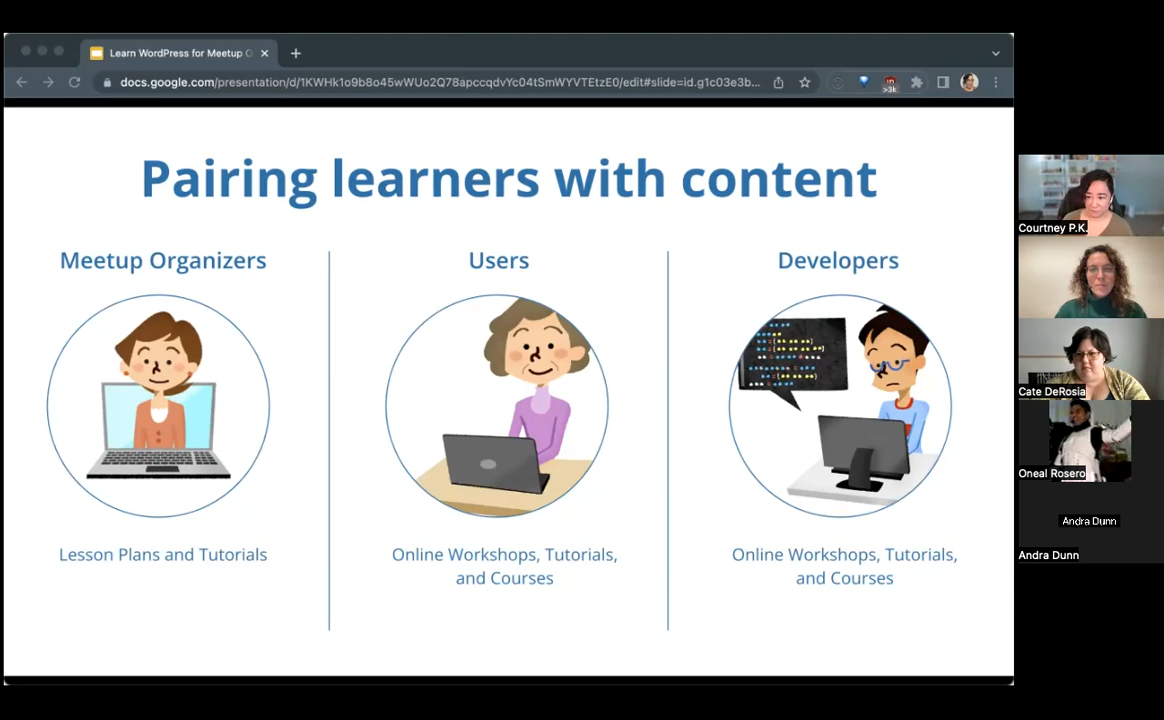 Learn WordPress for Meetup O
docs.google.com/presentation/d/1KWHk1o9b8o45wWUo2Q78apccqdvYc04tSmWYVTEtzE0/edit#slide=id.g1c03e3b...
>3k
Pairing learners with content
Meetup Organizers
Users
Developers
Lesson Plans and Tutorials
Online Workshops, Tutorials,
and Courses
Online Workshops, Tutorials,
and Courses
Courtney P.K.
Cate DeRosia
Oneal Rosero
Andra Dunn
Andra Dunn